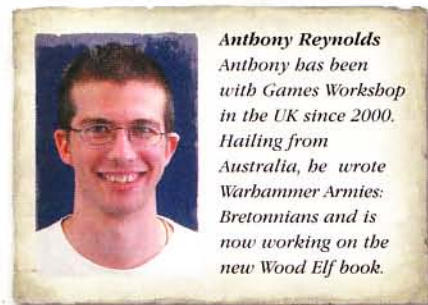 Anthony Reynolds
Anthony has been
with Games Workshop
in the UK since 2000.
Hailing from
Australia, he wrote
Warhammer Armies:
Bretonnians and is
now working on the
new Wood Elf book.